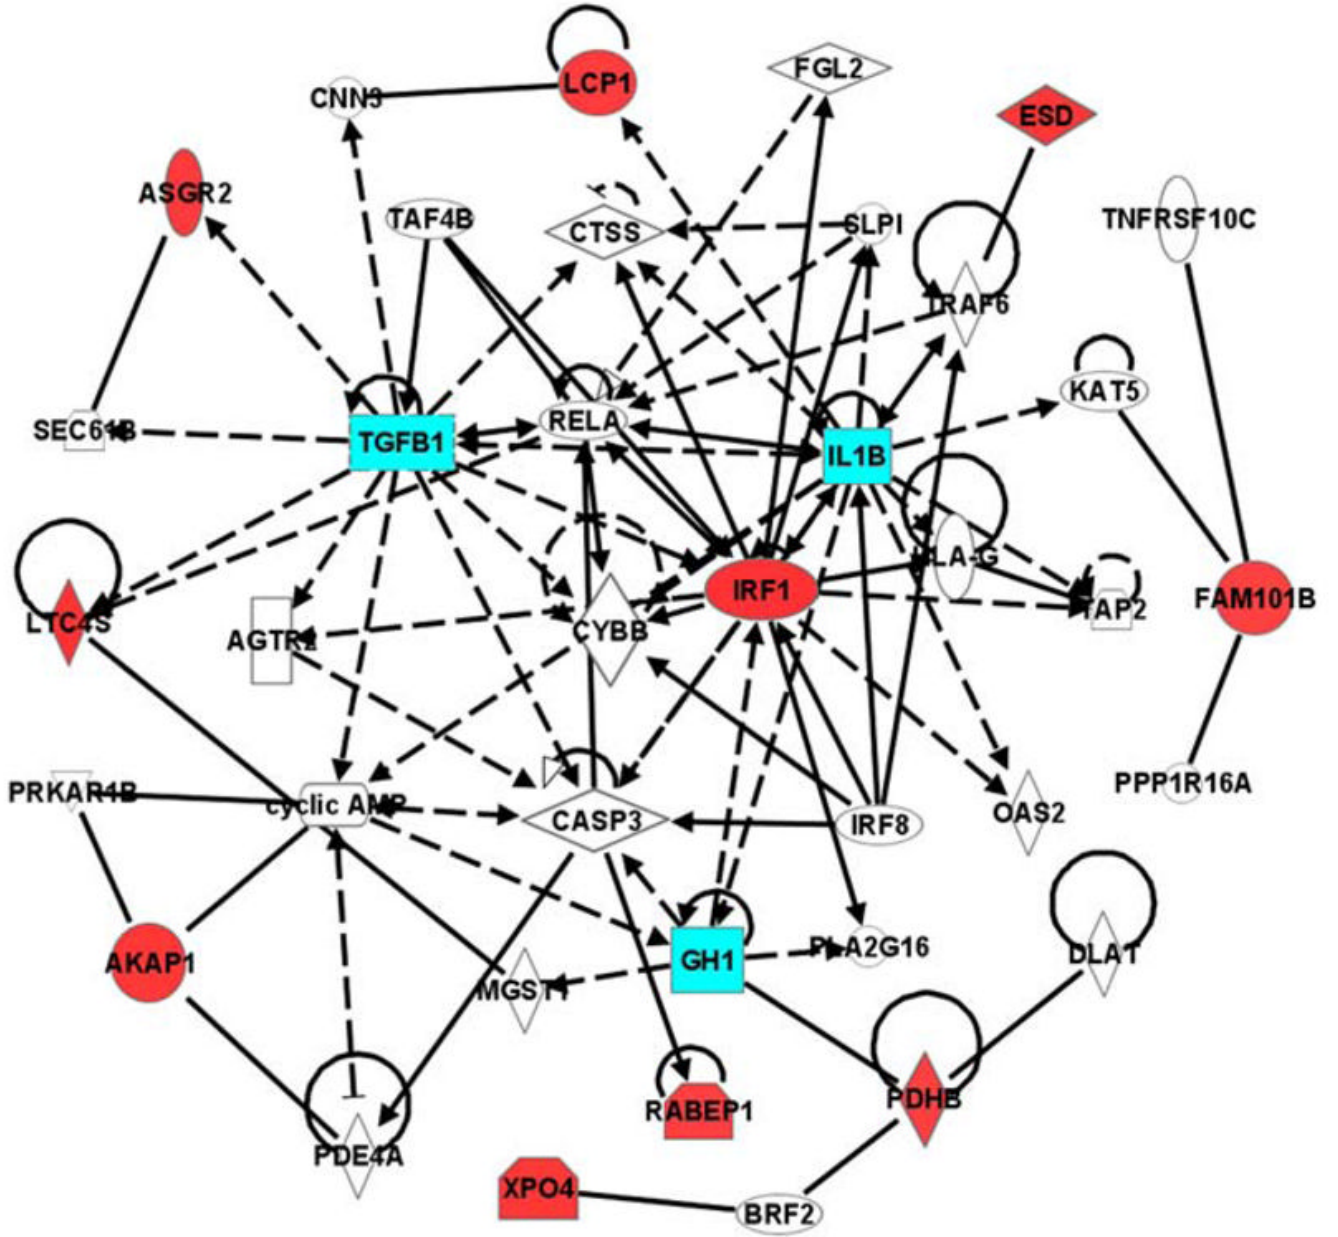 LCP1
FGL2
CNN3
ESD
ASGR2
TAF4B
CTSS
SLPI
TNFRSF10C
TRAF6
KAT5
SEC61B
TGFB1
RELA
IL1B
HLA-G
IRF1
TAP2
FAM101B
LTC4S
AGTR2
CYBB
PRKAR1B
cyclic AMP
CASP3
IRF8
OAS2
PPP1R16A
AKAP1
GH1
PLA2G16
DLAT
MGST1
PDHB
RABEP1
PDE4A
XPO4
BRF2